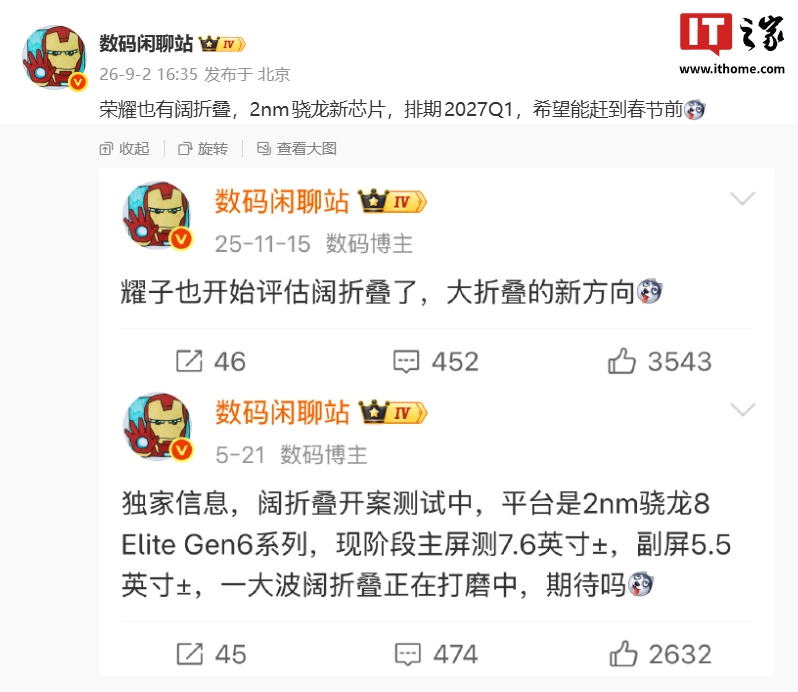 数码闲聊站 IV
26-9-2 16:35 发布于 北京
IT之家
www.ithome.com
荣耀也有阔折叠，2nm骁龙新芯片，排期2027Q1，希望能赶到春节前
收起 旋转 查看大图
数码闲聊站 IV
25-11-15 数码博主
耀子也开始评估阔折叠了，大折叠的新方向
46 452 3543
数码闲聊站 IV
5-21 数码博主
独家信息，阔折叠开案测试中，平台是2nm骁龙8
Elite Gen6系列，现阶段主屏测7.6英寸±，副屏5.5
英寸±，一大波阔折叠正在打磨中，期待吗
45 474 2632